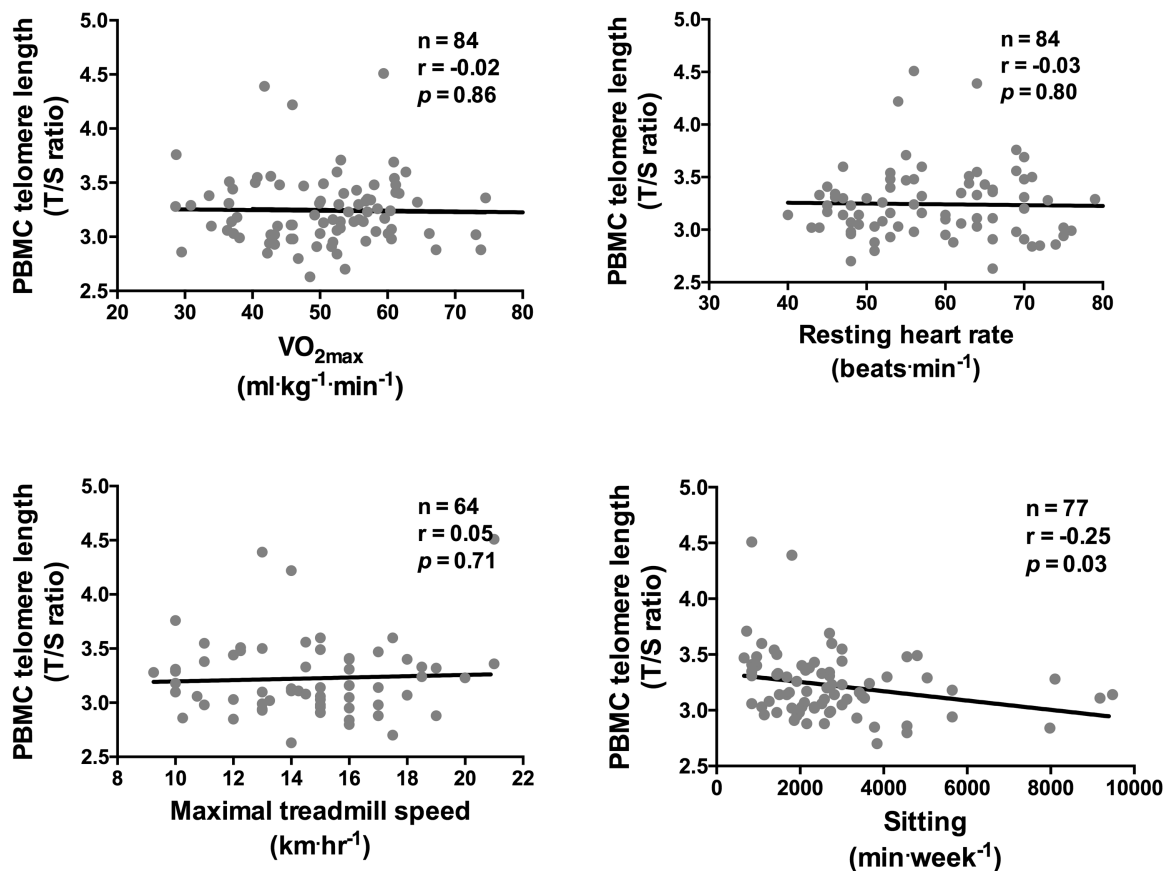 PBMC telomere length
(T/S ratio)
5.0
4.5
4.0
3.5
3.0
2.5
20 30 40 50 60 70 80
n = 84
r = -0.02
p = 0.86
VO₂max
(ml·kg⁻¹·min⁻¹)
PBMC telomere length
(T/S ratio)
5.0
4.5
4.0
3.5
3.0
2.5
30 40 50 60 70 80
n = 84
r = -0.03
p = 0.80
Resting heart rate
(beats·min⁻¹)
PBMC telomere length
(T/S ratio)
5.0
4.5
4.0
3.5
3.0
2.5
8 10 12 14 16 18 20 22
n = 64
r = 0.05
p = 0.71
Maximal treadmill speed
(km·hr⁻¹)
PBMC telomere length
(T/S ratio)
5.0
4.5
4.0
3.5
3.0
2.5
0 2000 4000 6000 8000 10000
n = 77
r = -0.25
p = 0.03
Sitting
(min·week⁻¹)